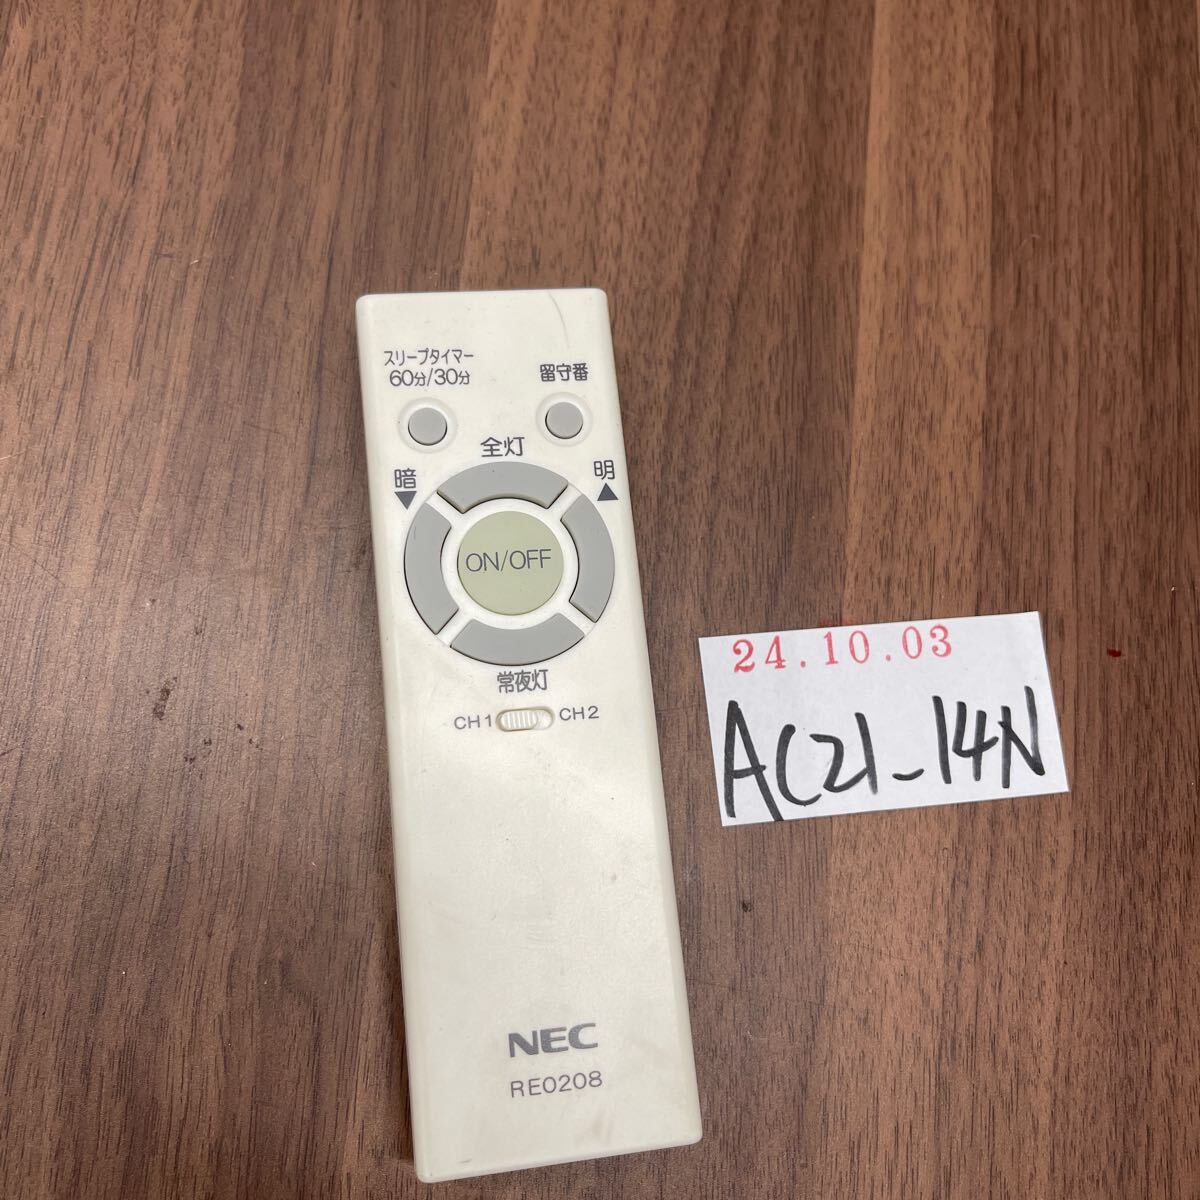 スリープタイマー
60分/30分
留守番
全灯
暗
▼
明
▲
ON/OFF
常夜灯
CH1
CH2
NEC
RE0208
24.10.03
AC21-14N